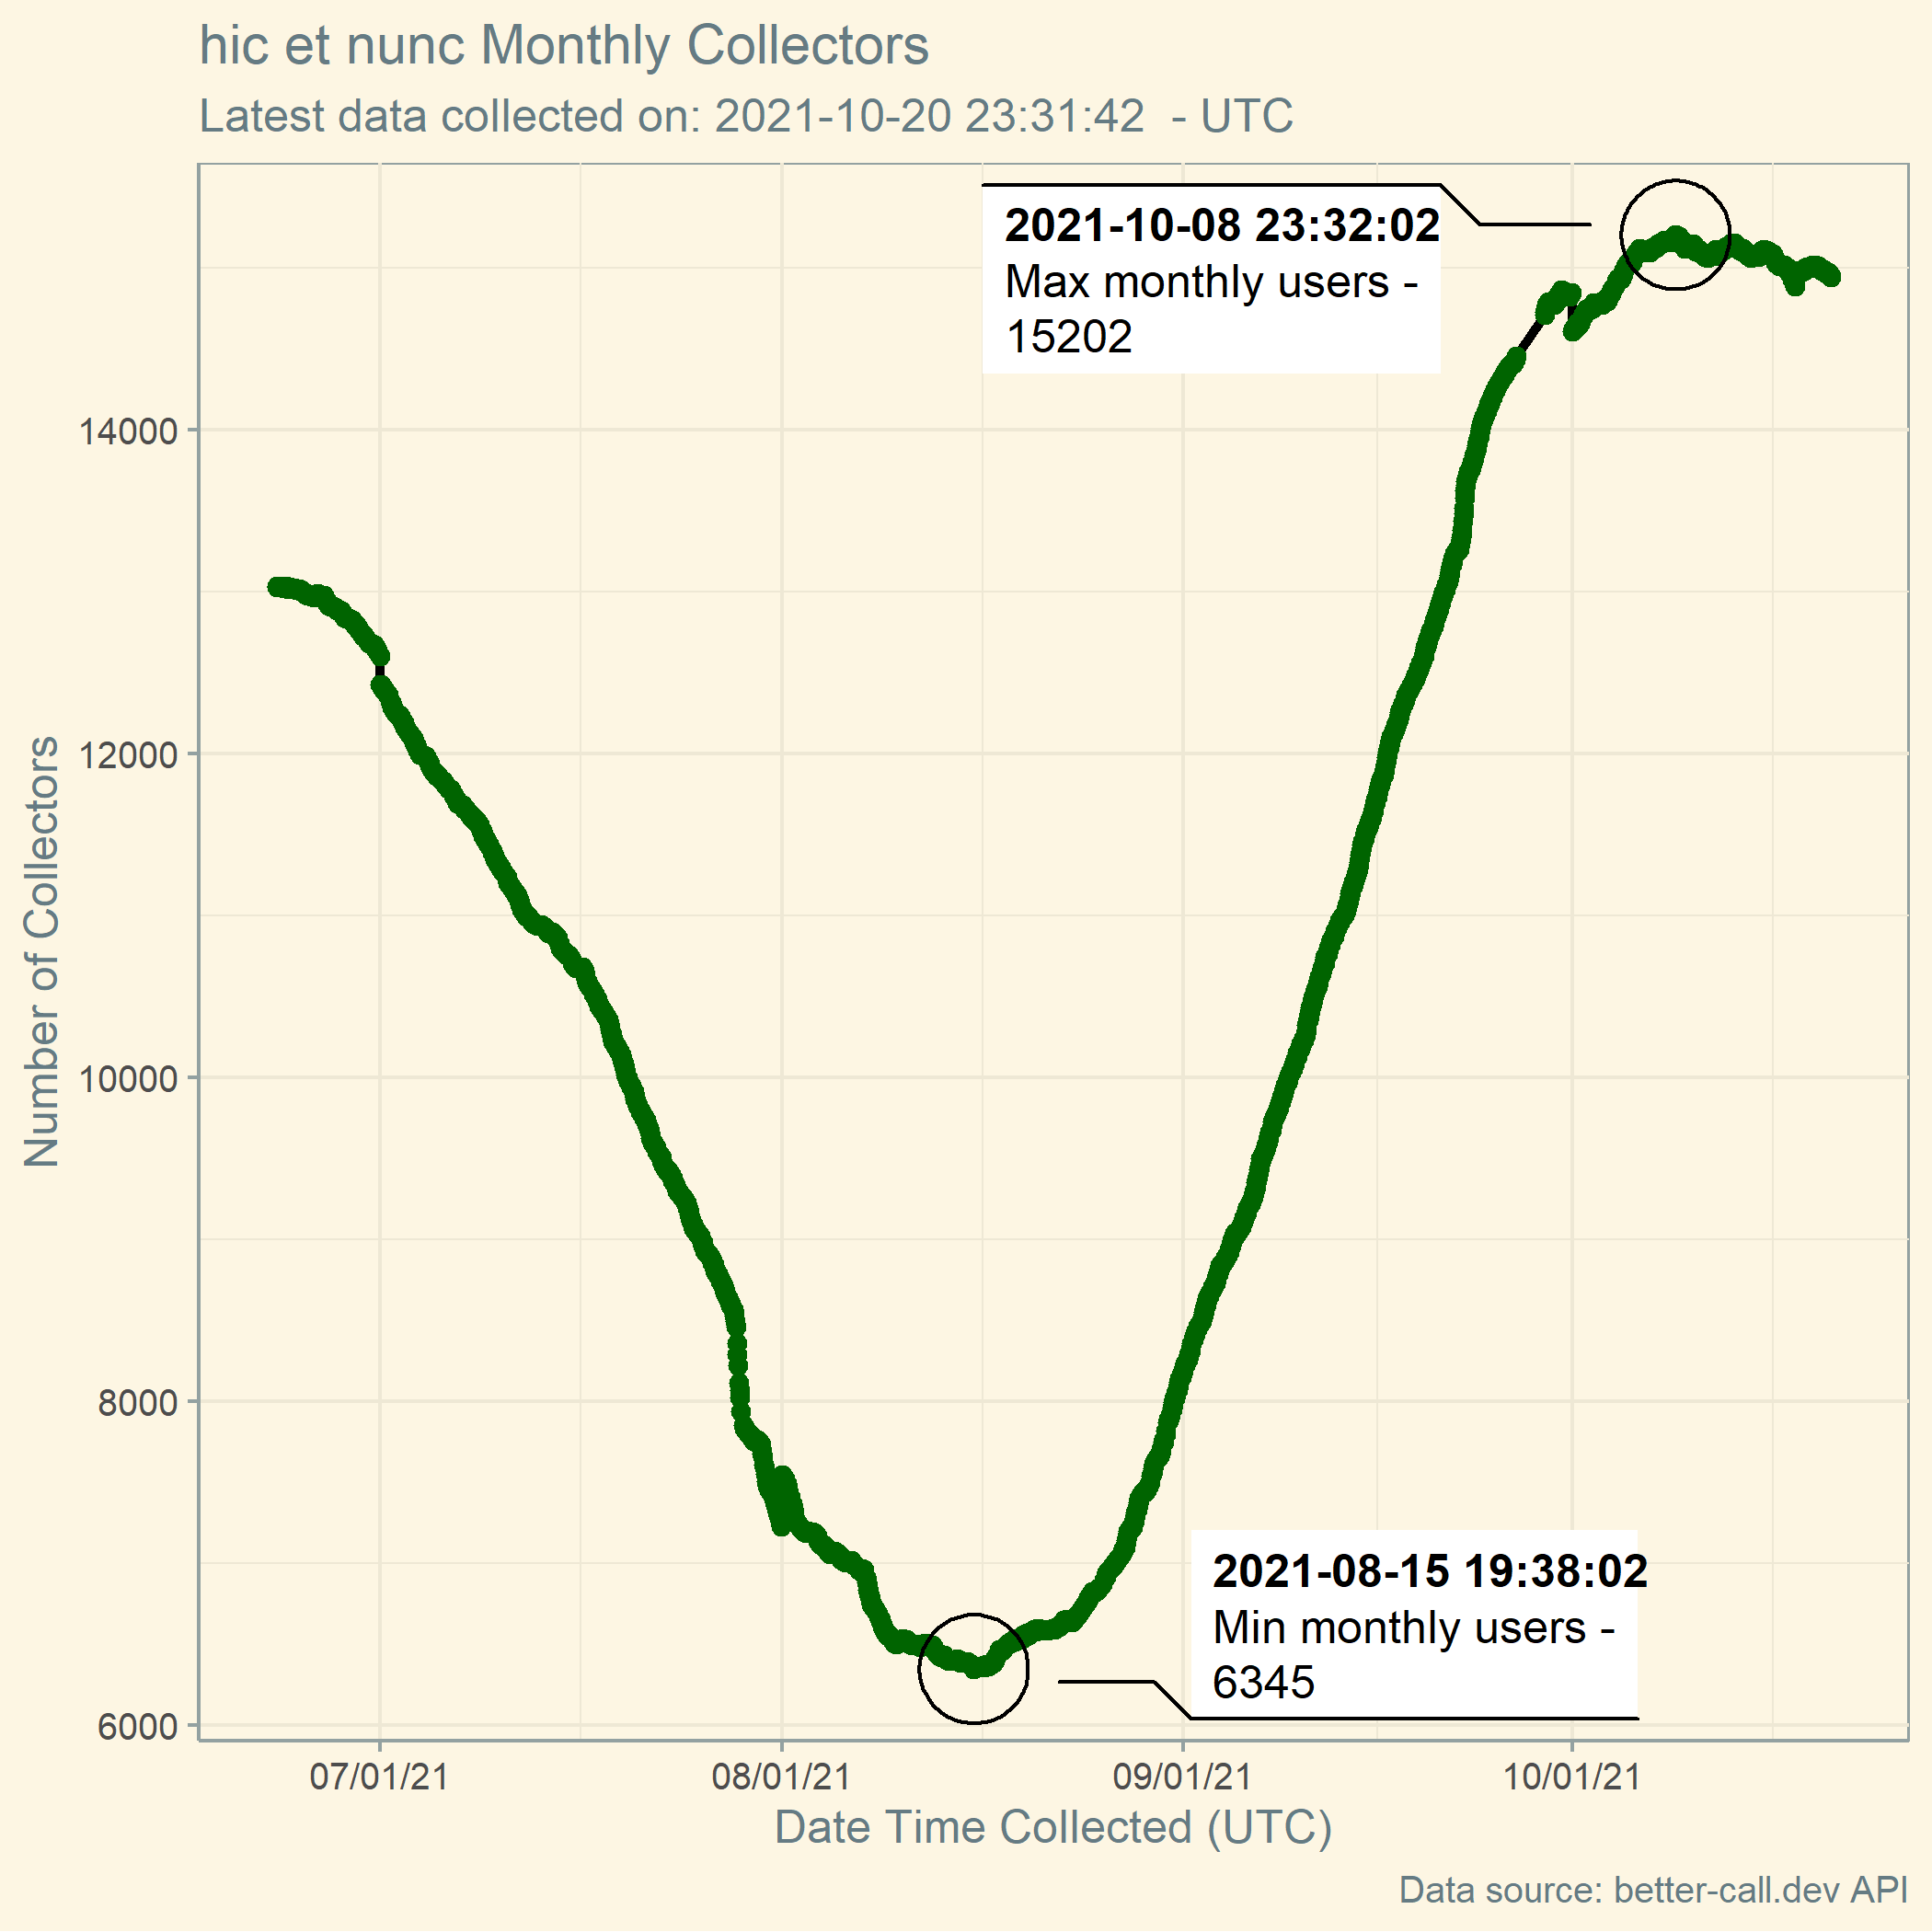 hic et nunc Monthly Collectors
Latest data collected on: 2021-10-20 23:31:42  - UTC
2021-10-08 23:32:02
Max monthly users -
15202
14000
12000
10000
8000
6000
Number of Collectors
2021-08-15 19:38:02
Min monthly users -
6345
07/01/21
08/01/21
09/01/21
10/01/21
Date Time Collected (UTC)
Data source: better-call.dev API